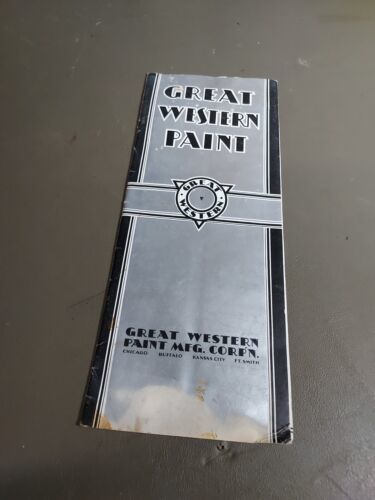 GREAT
WESTERN
PAINT
GREAT
WESTERN
GREAT WESTERN
PAINT MFG. CORP'N.
CHICAGO BUFFALO KANSAS CITY FT. SMITH